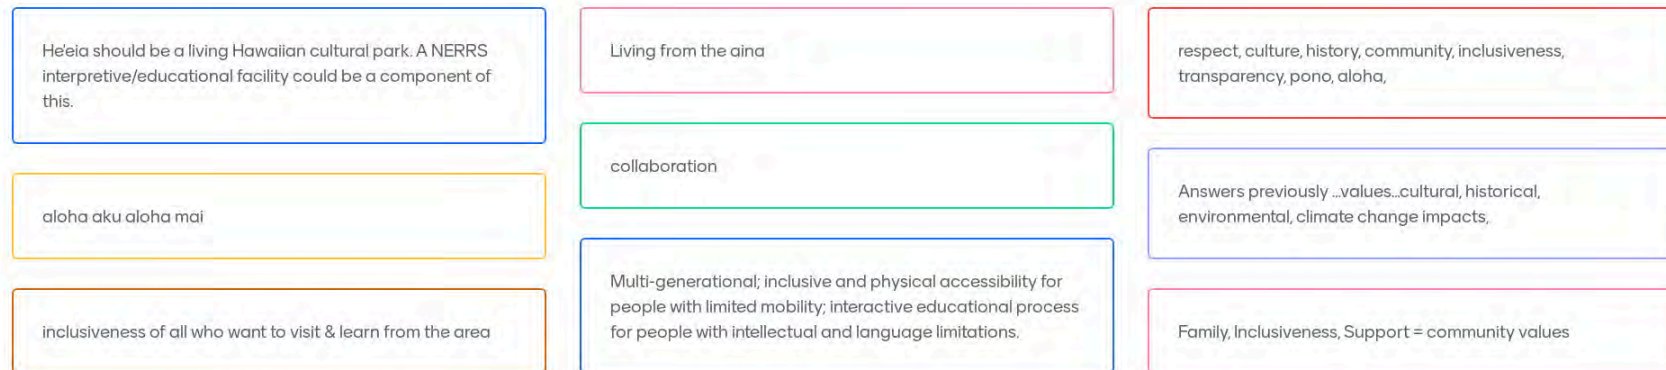 He'eia should be a living Hawaiian cultural park. A NERRS
interpretive/educational facility could be a component of
this.
aloha aku aloha mai
inclusiveness of all who want to visit & learn from the area
Living from the aina
collaboration
Multi-generational; inclusive and physical accessibility for
people with limited mobility; interactive educational process
for people with intellectual and language limitations.
respect, culture, history, community, inclusiveness,
transparency, pono, aloha,
Answers previously ...values...cultural, historical,
environmental, climate change impacts,
Family, Inclusiveness, Support = community values